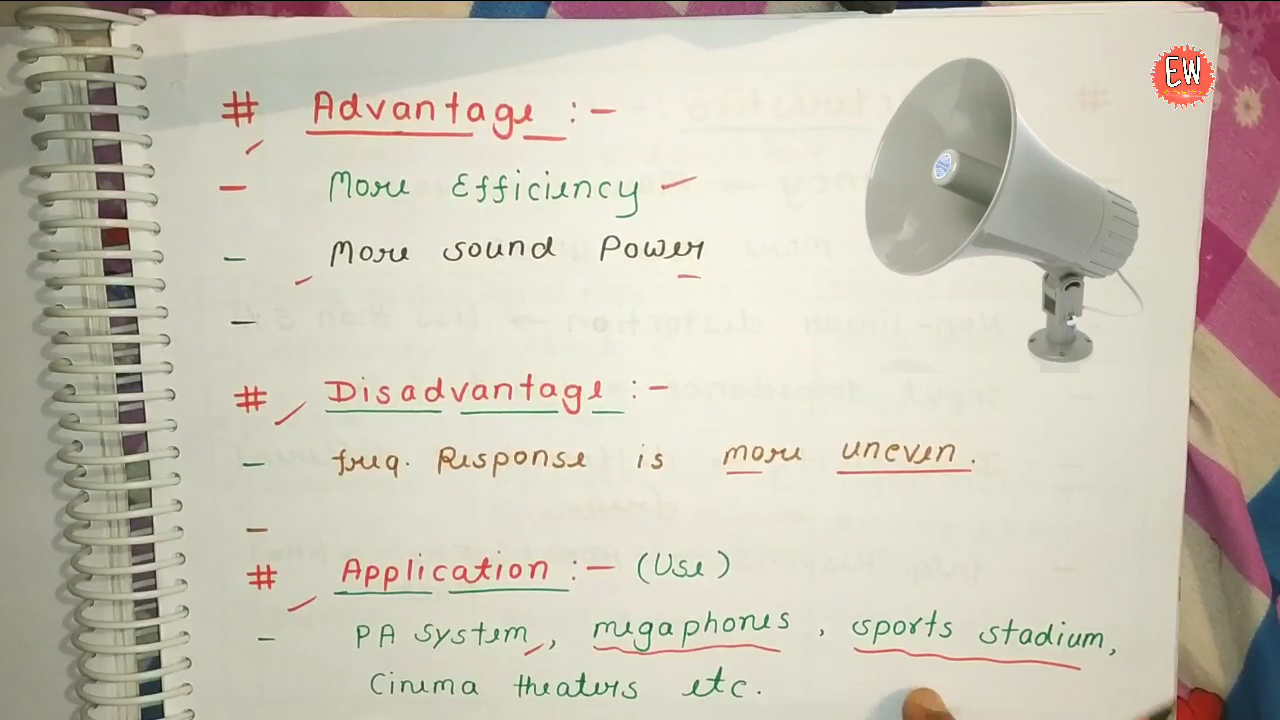 EW
# Advantage :-
- More Efficiency
- More sound Power
-
# Disadvantage :-
- freq. Response is more uneven.
-
# Application :- (Use)
- PA system, megaphones, sports stadium,
Cinema theaters etc.